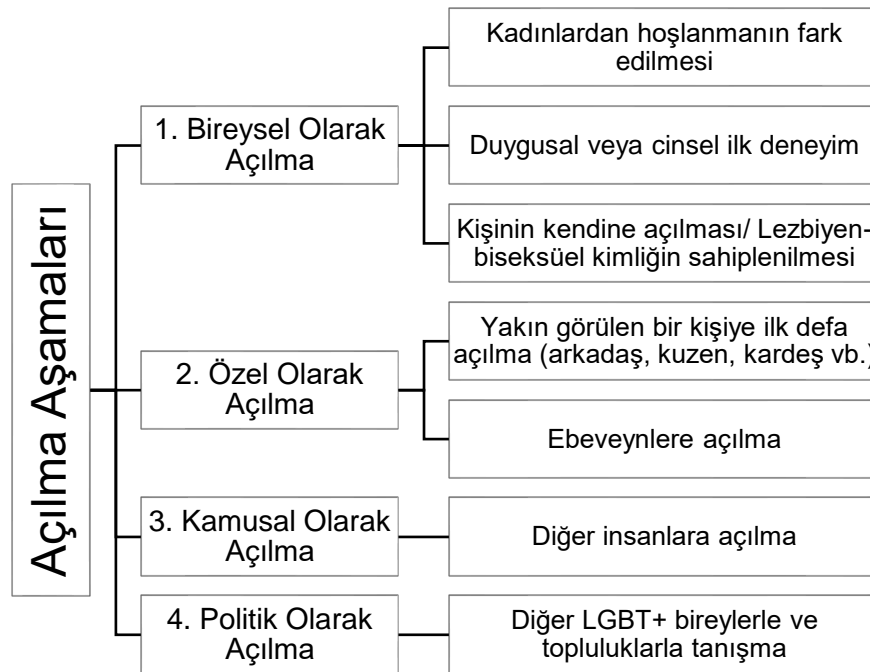 Açılma Aşamaları
1. Bireysel Olarak
Açılma
Kadınlardan hoşlanmanın fark
edilmesi
Duygusal veya cinsel ilk deneyim
Kişinin kendine açılması/ Lezbiyen-
biseksüel kimliğin sahiplenilmesi
2. Özel Olarak
Açılma
Yakın görülen bir kişiye ilk defa
açılma (arkadaş, kuzen, kardeş vb.)
Ebeveynlere açılma
3. Kamusal Olarak
Açılma
Diğer insanlara açılma
4. Politik Olarak
Açılma
Diğer LGBT+ bireylerle ve
topluluklarla tanışma